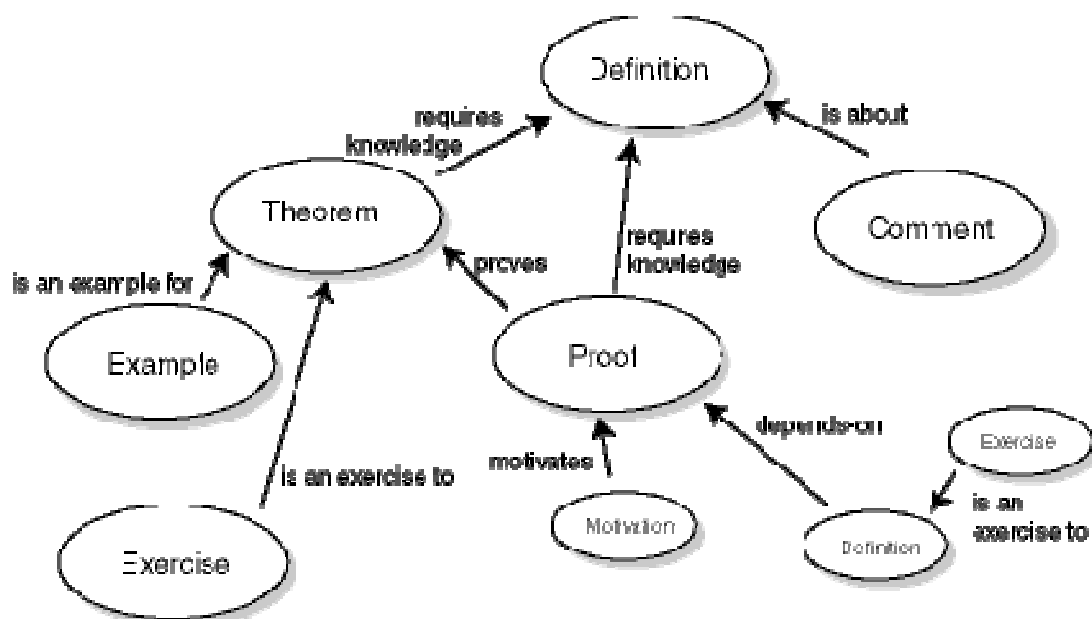 Definition
requires
knowledge
is about
Theorem
Comment
requres
knowledge
proves
is an example for
Example
Proof
depends-on
Exercise
motivates
is an exercise to
is an
exercise to
Motivation
Definition
Exercise